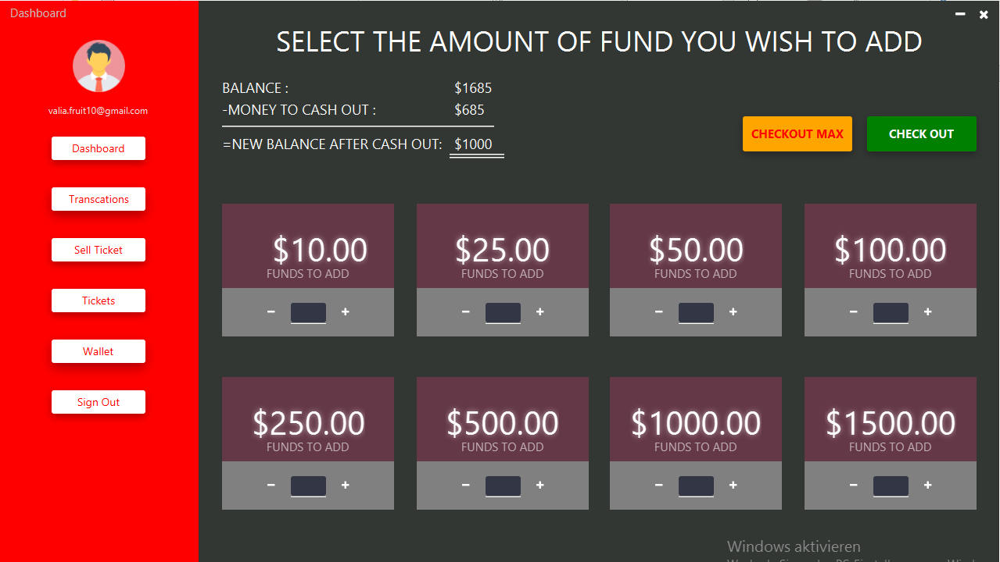 Dashboard
SELECT THE AMOUNT OF FUND YOU WISH TO ADD
valia.fruit10@gmail.com
Dashboard
Transcations
Sell Ticket
Tickets
Wallet
Sign Out
BALANCE : $1685
-MONEY TO CASH OUT : $685
=NEW BALANCE AFTER CASH OUT: $1000
CHECKOUT MAX CHECK OUT
$10.00 $25.00 $50.00 $100.00
FUNDS TO ADD FUNDS TO ADD FUNDS TO ADD FUNDS TO ADD
- + - + - + - +
$250.00 $500.00 $1000.00 $1500.00
FUNDS TO ADD FUNDS TO ADD FUNDS TO ADD FUNDS TO ADD
- + - + - + - +
Windows aktivieren